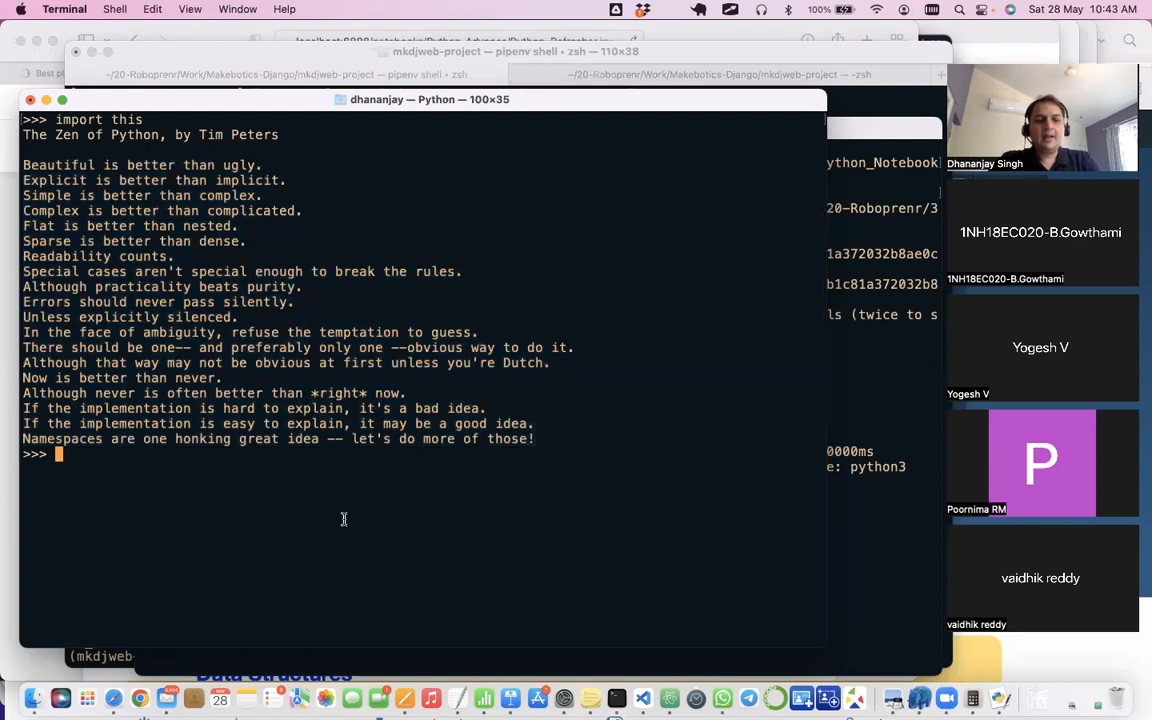 Terminal Shell Edit View Window Help 100% Sat 28 May 10:43 AM
mkdjweb-project — pipenv shell • zsh — 110×38
~/20-Roboprenr/Work/Makebotics-Django/mkdjweb-project — pipenv shell • zsh
~/20-Roboprenr/Work/Makebotics-Django/mkdjweb-project — -zsh
dhananjay — Python — 100×35
>>> import this
The Zen of Python, by Tim Peters
Beautiful is better than ugly.
Explicit is better than implicit.
Simple is better than complex.
Complex is better than complicated.
Flat is better than nested.
Sparse is better than dense.
Readability counts.
Special cases aren't special enough to break the rules.
Although practicality beats purity.
Errors should never pass silently.
Unless explicitly silenced.
In the face of ambiguity, refuse the temptation to guess.
There should be one-- and preferably only one --obvious way to do it.
Although that way may not be obvious at first unless you're Dutch.
Now is better than never.
Although never is often better than *right* now.
If the implementation is hard to explain, it's a bad idea.
If the implementation is easy to explain, it may be a good idea.
Namespaces are one honking great idea -- let's do more of those!
>>>
ython_Notebook
20-Roboprenr/3
1a372032b8ae0c
b1c81a372032b8
ls (twice to s
0000ms
e: python3
(mkdjweb-
Data Structures
Dhananjay Singh
1NH18EC020-B.Gowthami
1NH18EC020-B.Gowthami
Yogesh V
Yogesh V
P
Poornima RM
vaidhik reddy
vaidhik reddy